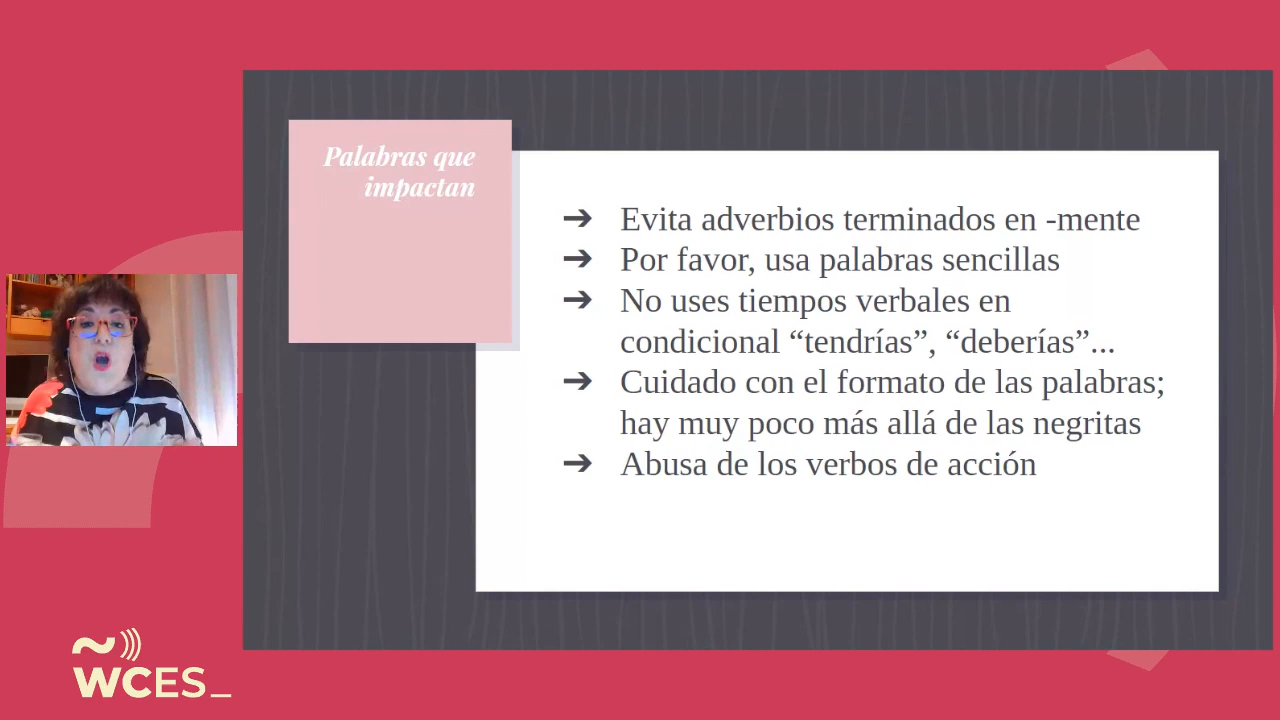 Palabras que
impactan
➔ Evita adverbios terminados en -mente
➔ Por favor, usa palabras sencillas
➔ No uses tiempos verbales en
condicional “tendrías”, “deberías”...
➔ Cuidado con el formato de las palabras;
hay muy poco más allá de las negritas
➔ Abusa de los verbos de acción
WCES_